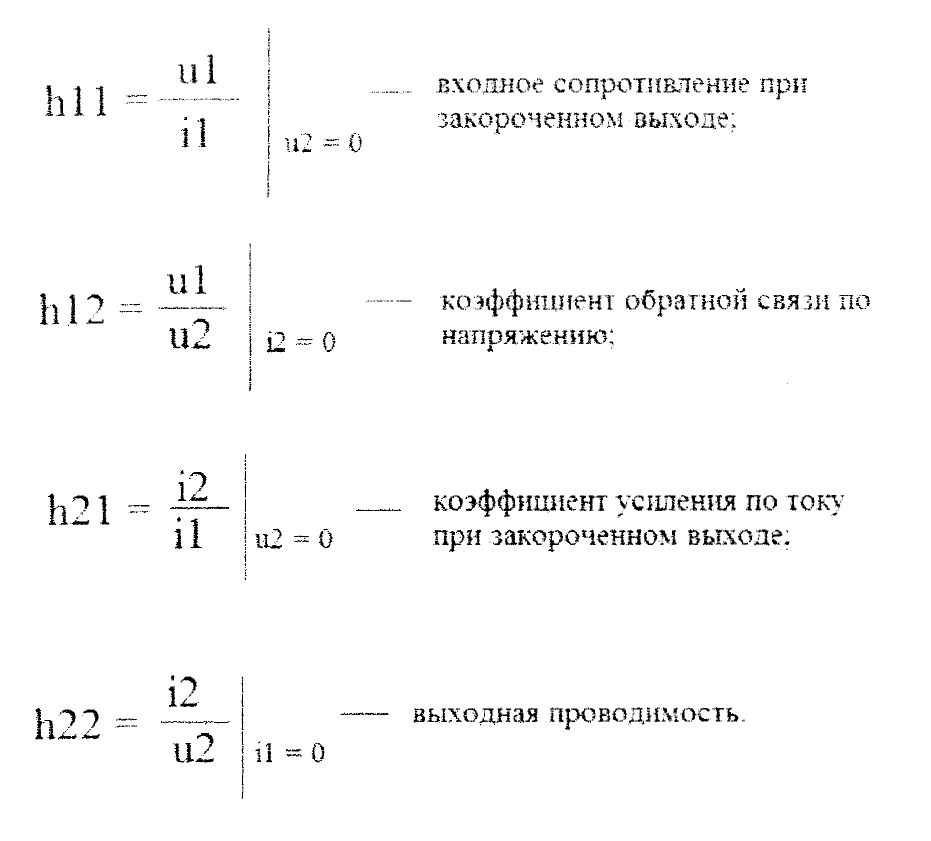 h11 = u1 / i1 | u2 = 0 — входное сопротивление при
закороченном выходе;
h12 = u1 / u2 | i2 = 0 — коэффициент обратной связи по
напряжению;
h21 = i2 / i1 | u2 = 0 — коэффициент усиления по току
при закороченном выходе;
h22 = i2 / u2 | i1 = 0 — выходная проводимость.